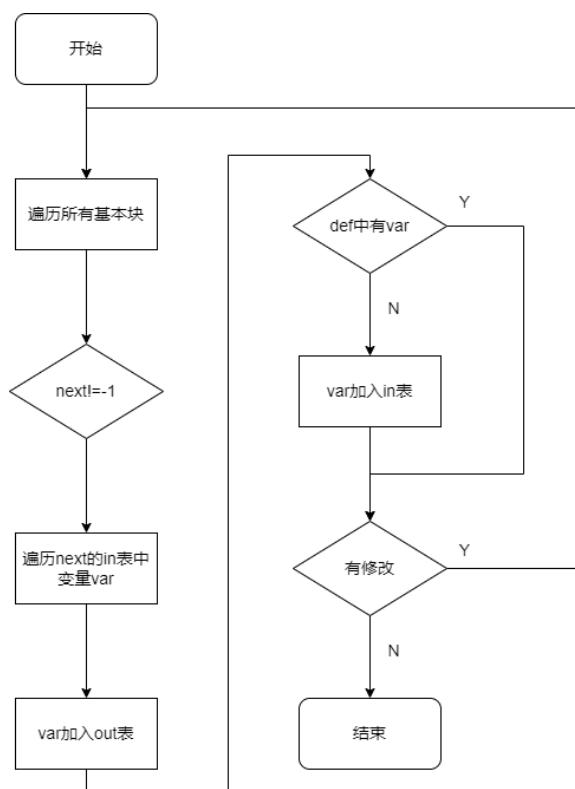 开始
遍历所有基本块
next!=-1
遍历next的in表中
变量var
var加入out表
def中有var
Y
N
var加入in表
有修改
Y
N
结束